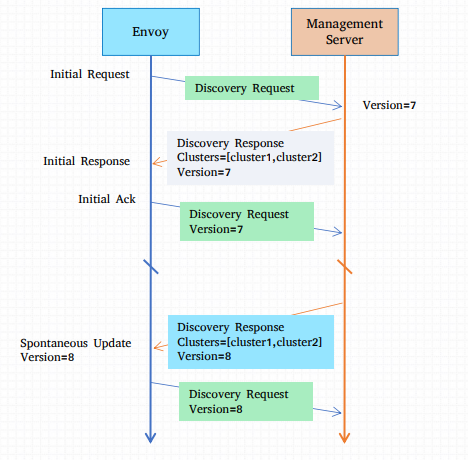 Envoy
Management
Server
Initial Request
Discovery Request
Version=7
Discovery Response
Clusters=[cluster1,cluster2]
Version=7
Initial Response
Initial Ack
Discovery Request
Version=7
Discovery Response
Clusters=[cluster1,cluster2]
Version=8
Spontaneous Update
Version=8
Discovery Request
Version=8